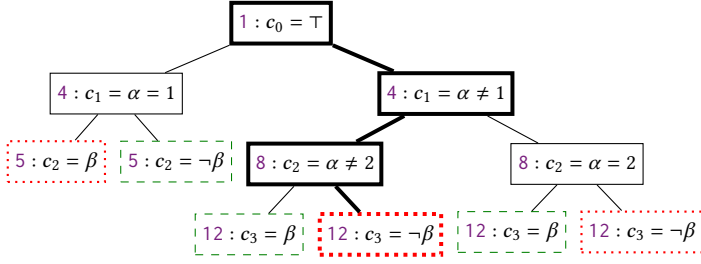 1 : c₀ = ⊤
4 : c₁ = α = 1
4 : c₁ = α ≠ 1
5 : c₂ = β
5 : c₂ = ¬β
8 : c₂ = α ≠ 2
8 : c₂ = α = 2
12 : c₃ = β
12 : c₃ = ¬β
12 : c₃ = β
12 : c₃ = ¬β